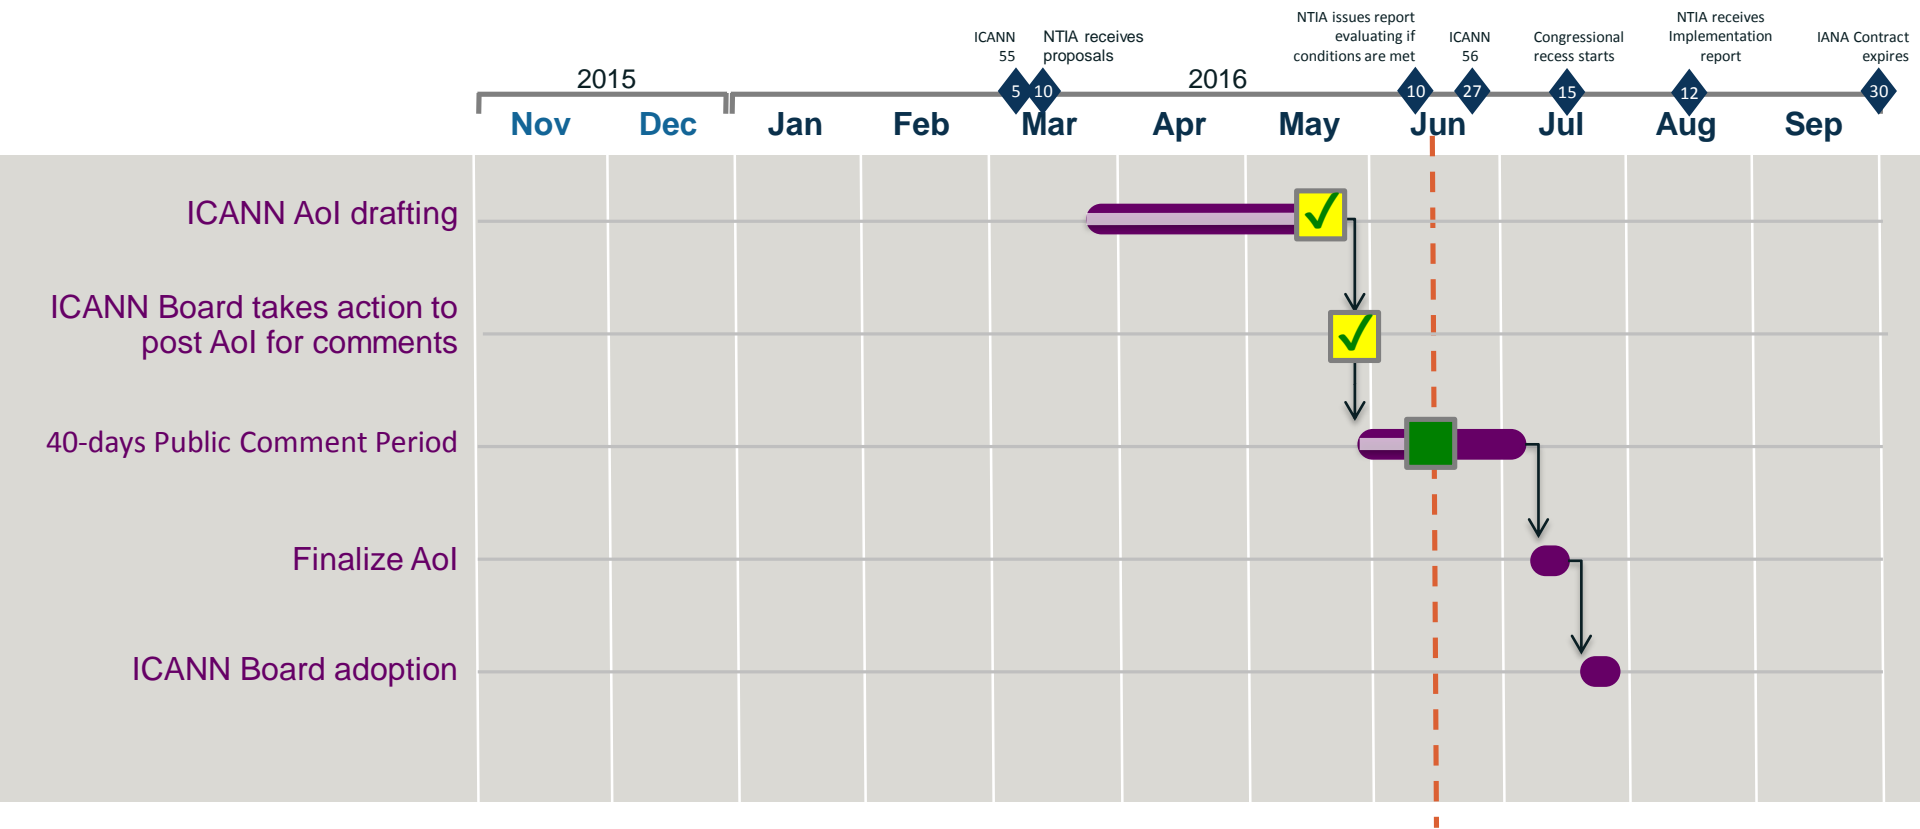 NTIA issues report
evaluating if
conditions are met
NTIA receives
Implementation
report
ICANN
55
NTIA receives
proposals
ICANN
56
Congressional
recess starts
IANA Contract
expires
2015
2016
5
10
10
27
15
12
30
Nov
Dec
Jan
Feb
Mar
Apr
May
Jun
Jul
Aug
Sep
ICANN AoI drafting
ICANN Board takes action to
post AoI for comments
40-days Public Comment Period
Finalize AoI
ICANN Board adoption